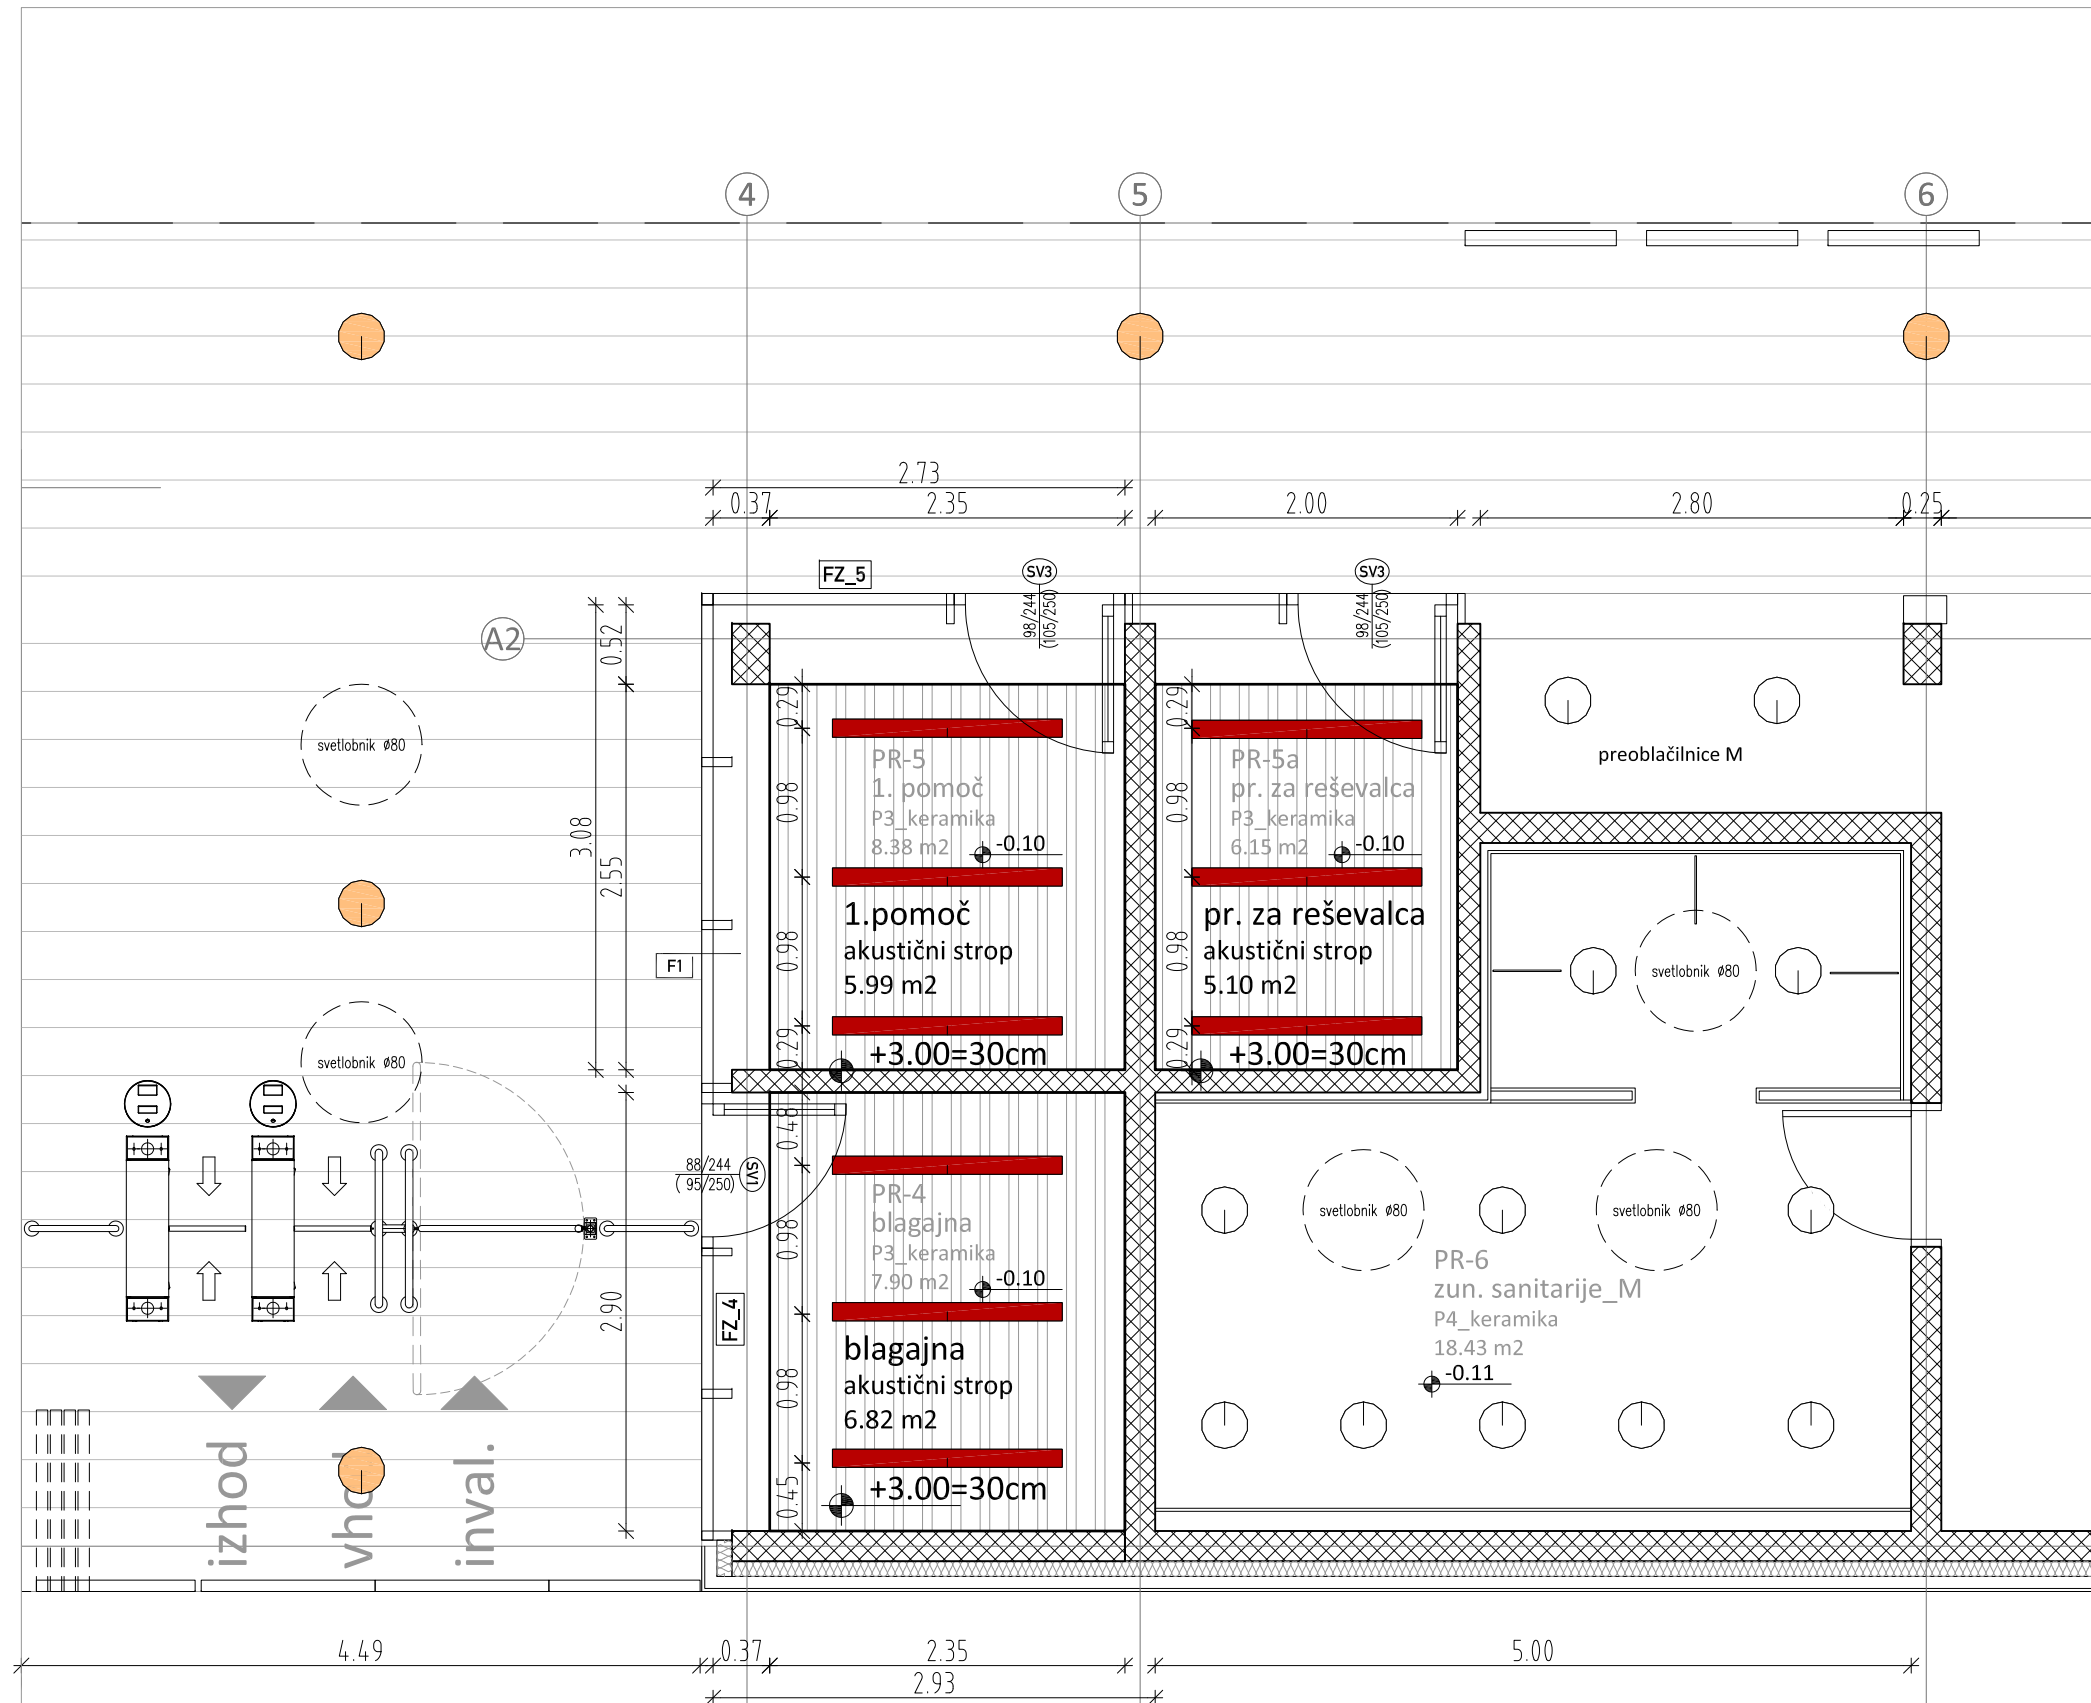 4
5
6
2.73
0.37
2.35
2.00
2.80
0.25
FZ_5
SV3
98/244
(105/250)
SV3
98/244
(105/250)
A2
0.52
3.08
2.55
2.90
0.29
0.98
0.98
0.29
0.29
0.98
0.98
0.29
PR-5
1. pomoč
P3_keramika
8.38 m2
-0.10
1.pomoč
akustični strop
5.99 m2
+3.00=30cm
PR-5a
pr. za reševalca
P3_keramika
6.15 m2
-0.10
pr. za reševalca
akustični strop
5.10 m2
+3.00=30cm
preoblačilnice M
svetlobnik ø80
svetlobnik ø80
svetlobnik ø80
svetlobnik ø80
svetlobnik ø80
F1
88/244
( 95/250)
SV1
FZ_4
0.48
0.98
0.98
0.45
PR-4
blagajna
P3_keramika
7.90 m2
-0.10
blagajna
akustični strop
6.82 m2
+3.00=30cm
PR-6
zun. sanitarije_M
P4_keramika
18.43 m2
-0.11
izhod
vhod
inval.
4.49
0.37
2.35
5.00
2.93